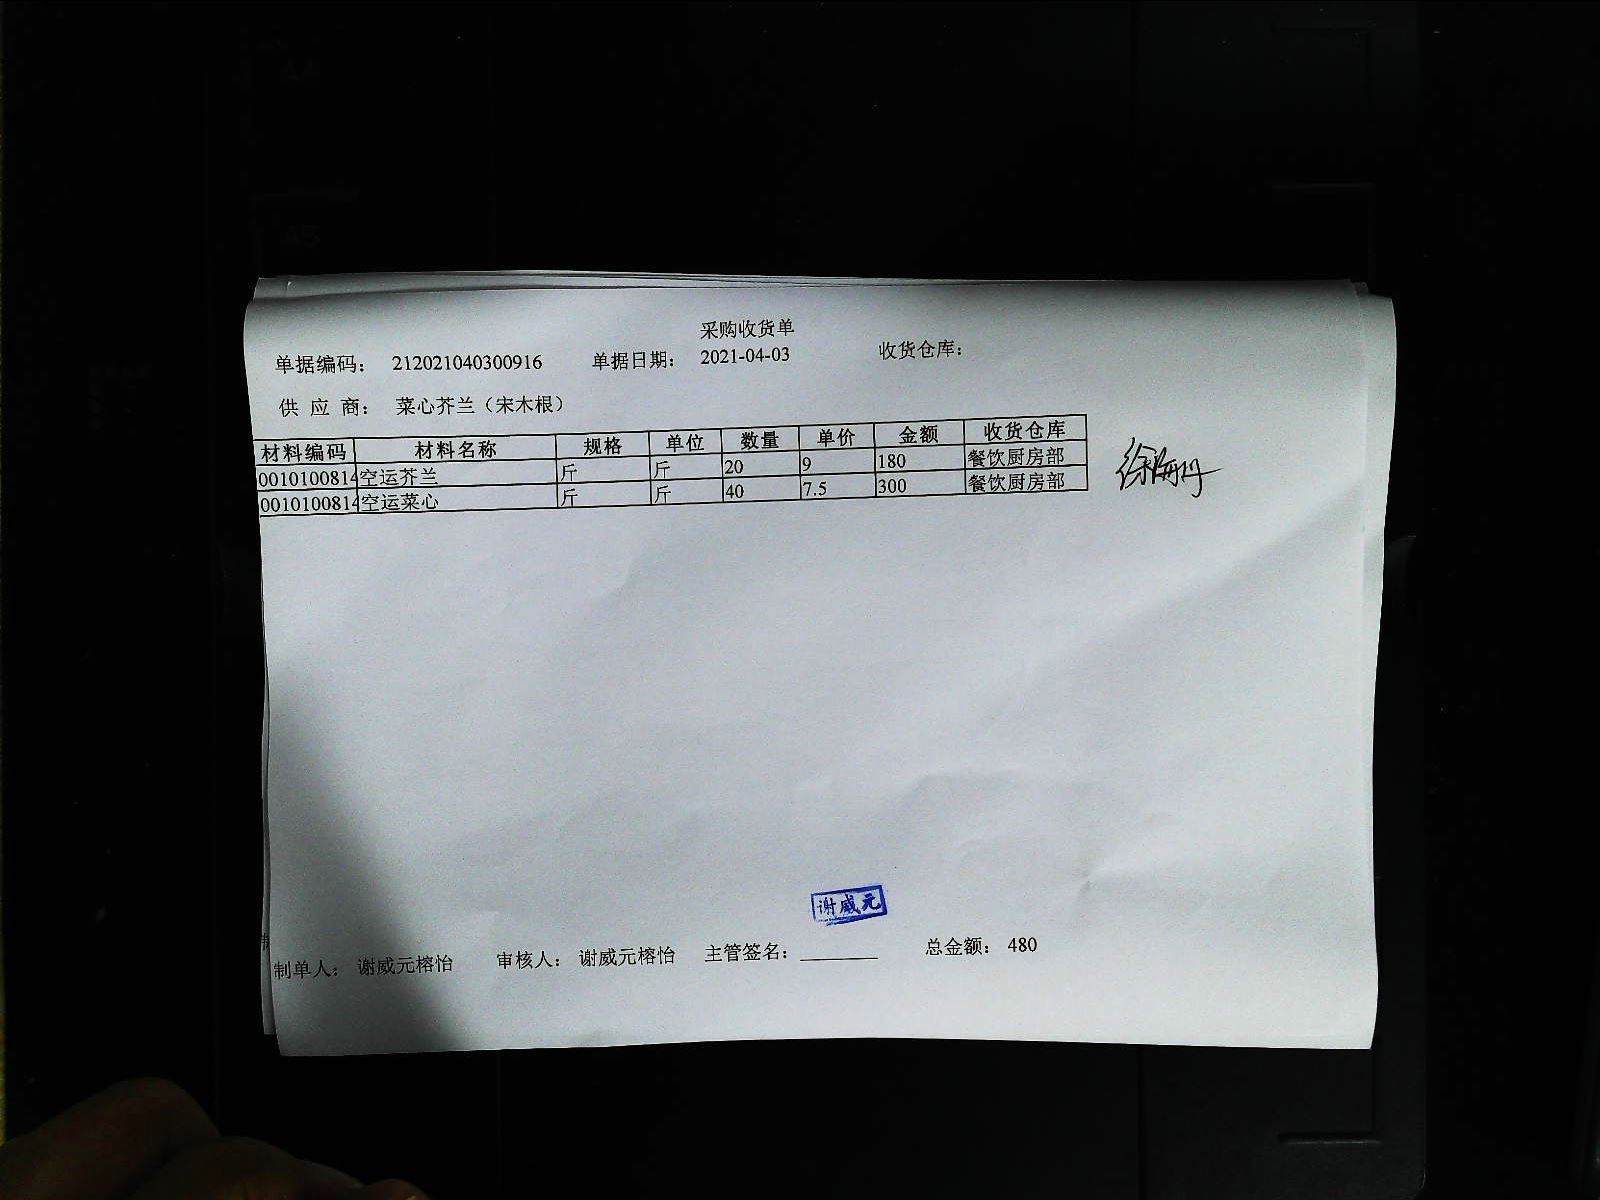 采购收货单
单据编码： 212021040300916 单据日期： 2021-04-03 收货仓库：
供 应 商： 菜心芥兰（宋木根）
材料编码 材料名称 规格 单位 数量 单价 金额 收货仓库
0010100814 空运芥兰 斤 斤 20 9 180 餐饮厨房部
0010100814 空运菜心 斤 斤 40 7.5 300 餐饮厨房部
徐海丹
谢威元
制单人： 谢威元榕怡 审核人： 谢威元榕怡 主管签名：________ 总金额： 480